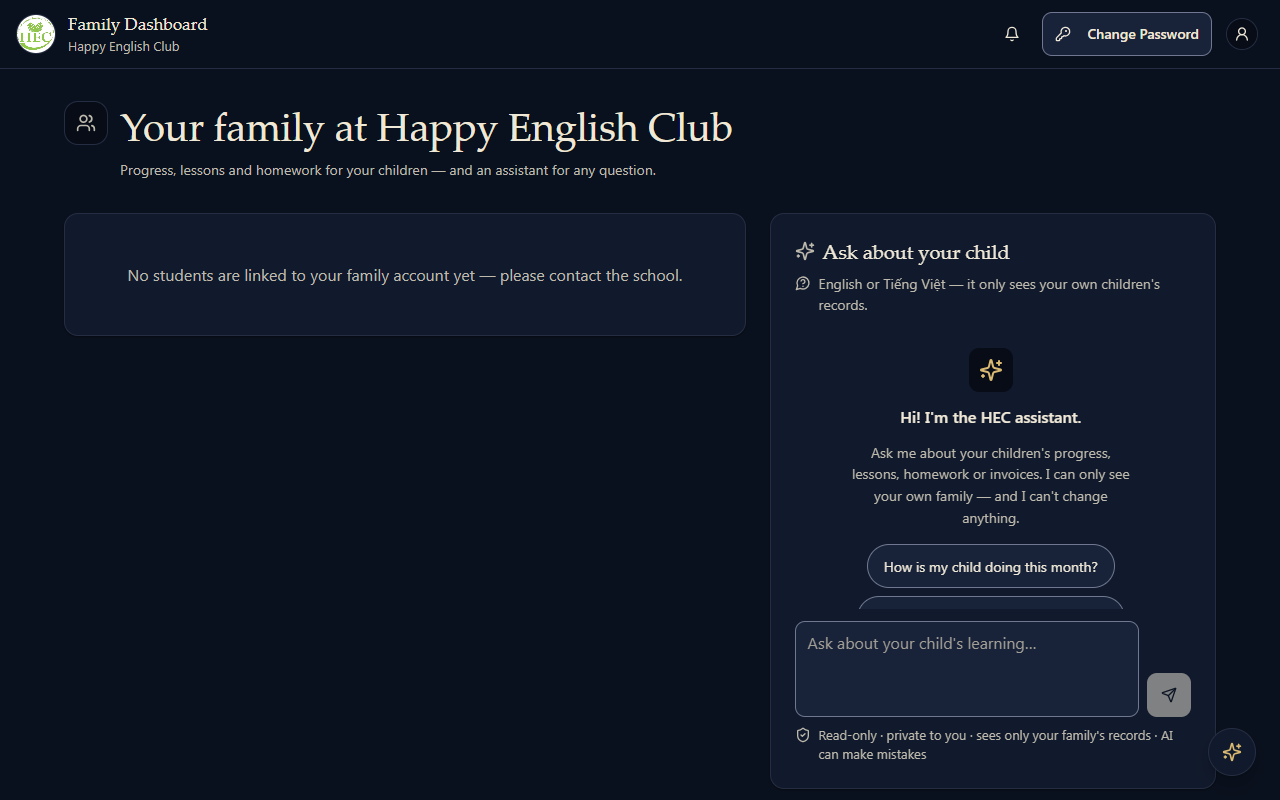 HEC
Family Dashboard
Happy English Club
Change Password
Your family at Happy English Club
Progress, lessons and homework for your children — and an assistant for any question.
No students are linked to your family account yet — please contact the school.
Ask about your child
English or Tiếng Việt — it only sees your own children's
records.
Hi! I'm the HEC assistant.
Ask me about your children's progress,
lessons, homework or invoices. I can only see
your own family — and I can't change
anything.
How is my child doing this month?
Ask about your child's learning...
Read-only · private to you · sees only your family's records · AI
can make mistakes